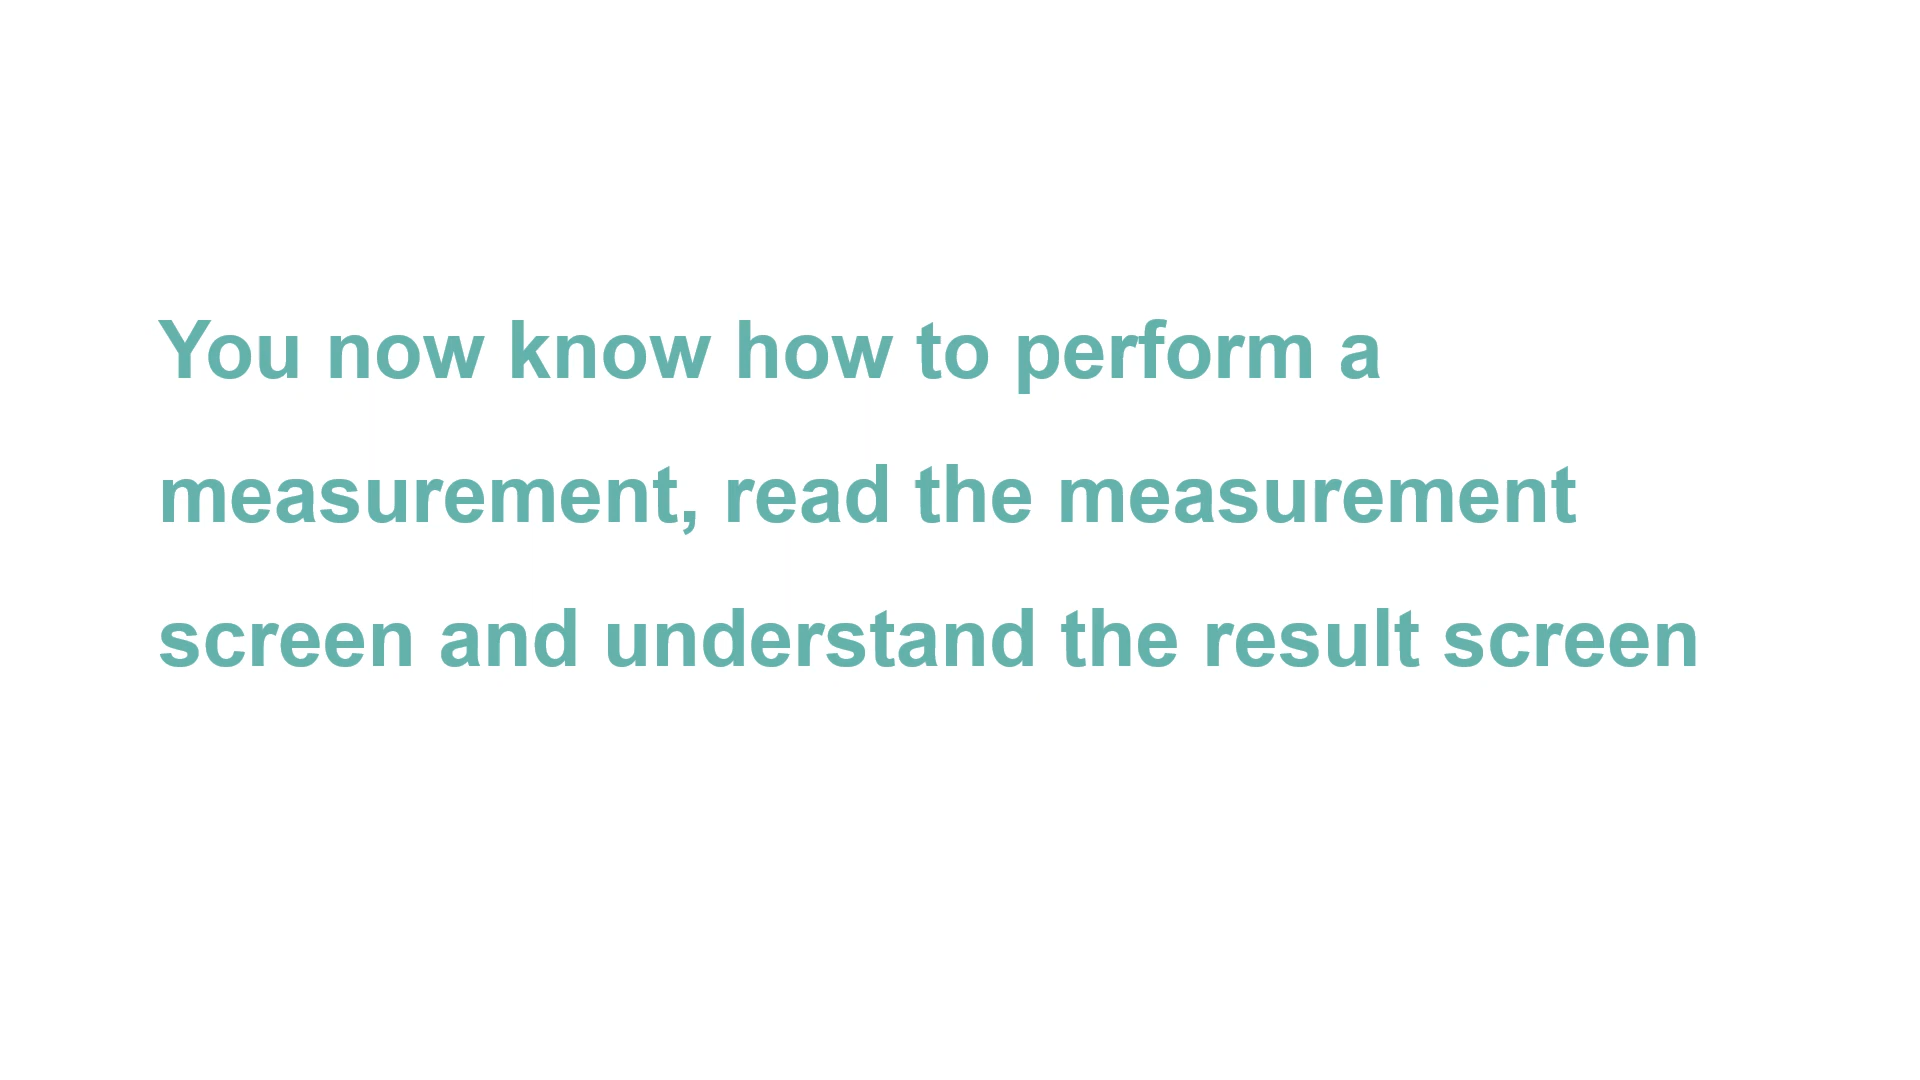 You now know how to perform a
measurement, read the measurement
screen and understand the result screen